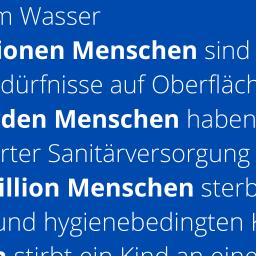 m Wasser
ionen Menschen sind
dürfnisse auf Oberfläch
den Menschen haben
rter Sanitärversorgung
illion Menschen sterb
und hygienebedingten
stirbt ein Kind an eine